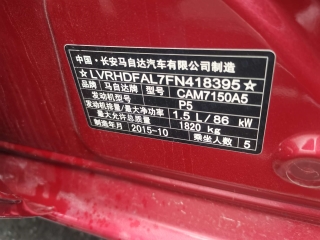 中国·长安马自达汽车有限公司制造
☆LVRHDFAL7FN418395☆
品牌 马自达 整车型号 CAM7150A5
发动机型号 P5
发动机排量/最大净功率 1.5 L/86 kW
最大允许总质量 1820 kg
制造年月 2015-10 乘坐人数 5